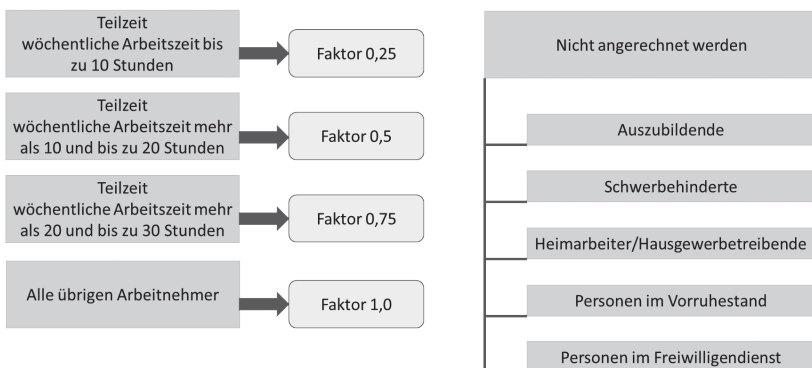 Teilzeit
wöchentliche Arbeitszeit bis
zu 10 Stunden
Faktor 0,25
Teilzeit
wöchentliche Arbeitszeit mehr
als 10 und bis zu 20 Stunden
Faktor 0,5
Teilzeit
wöchentliche Arbeitszeit mehr
als 20 und bis zu 30 Stunden
Faktor 0,75
Alle übrigen Arbeitnehmer
Faktor 1,0
Nicht angerechnet werden
Auszubildende
Schwerbehinderte
Heimarbeiter/Hausgewerbetreibende
Personen im Vorruhestand
Personen im Freiwilligendienst